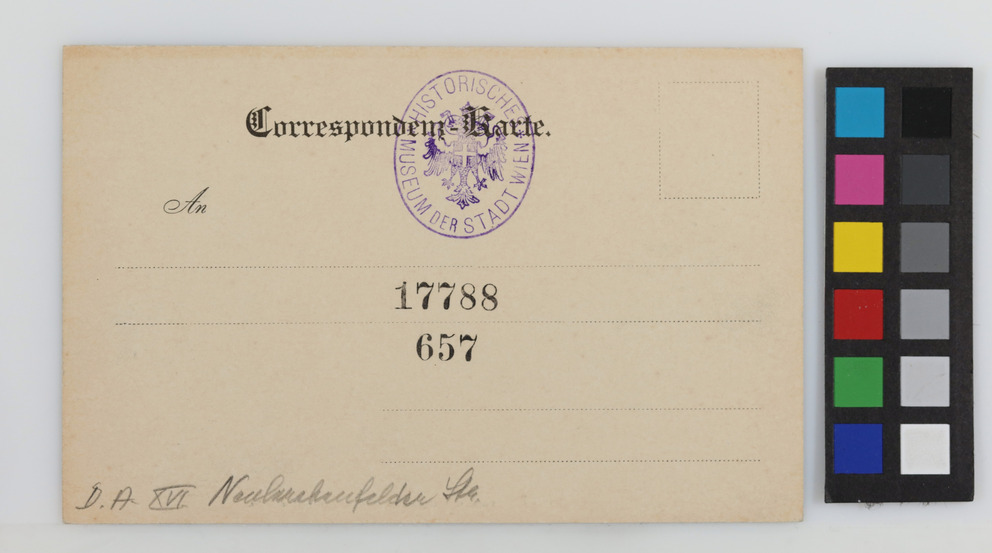 Correspondenz-Karte.
HISTORISCHES MUSEUM DER STADT WIEN
An
17788
657
D. A. XVI Neulerchenfelder Str.